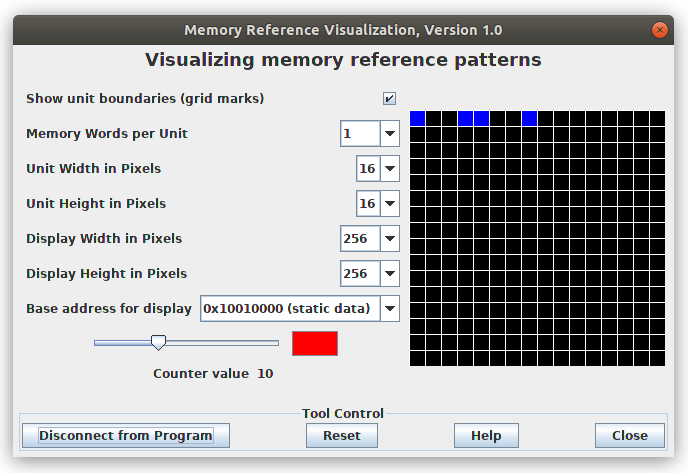 Memory Reference Visualization, Version 1.0
Visualizing memory reference patterns
Show unit boundaries (grid marks)
Memory Words per Unit 1
Unit Width in Pixels 16
Unit Height in Pixels 16
Display Width in Pixels 256
Display Height in Pixels 256
Base address for display 0x10010000 (static data)
Counter value 10
Tool Control
Disconnect from Program Reset Help Close